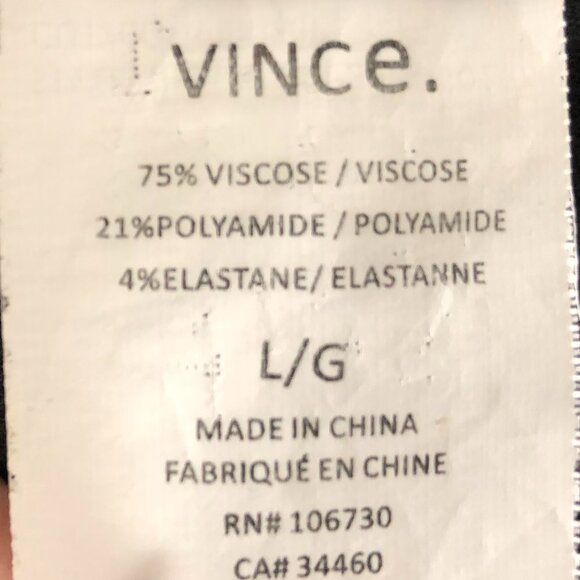 VINCe.
75% VISCOSE / VISCOSE
21%POLYAMIDE / POLYAMIDE
4%ELASTANE/ ELASTANNE
L/G
MADE IN CHINA
FABRIQUÉ EN CHINE
RN# 106730
CA# 34460